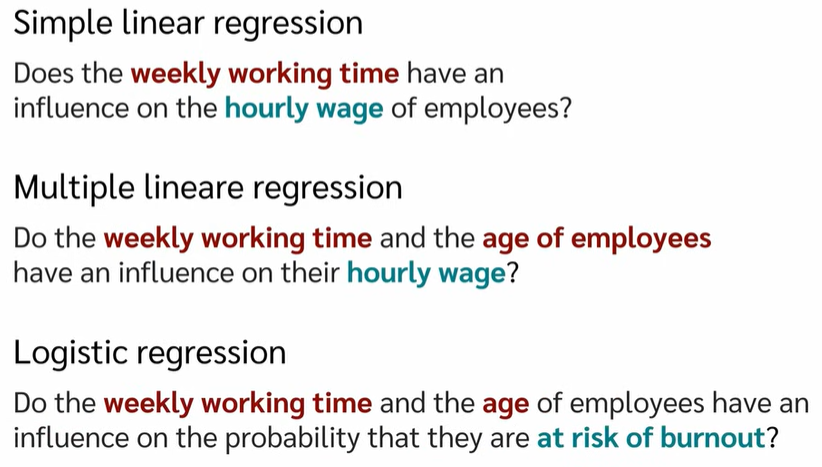 Simple linear regression
Does the weekly working time have an
influence on the hourly wage of employees?
Multiple lineare regression
Do the weekly working time and the age of employees
have an influence on their hourly wage?
Logistic regression
Do the weekly working time and the age of employees have an
influence on the probability that they are at risk of burnout?